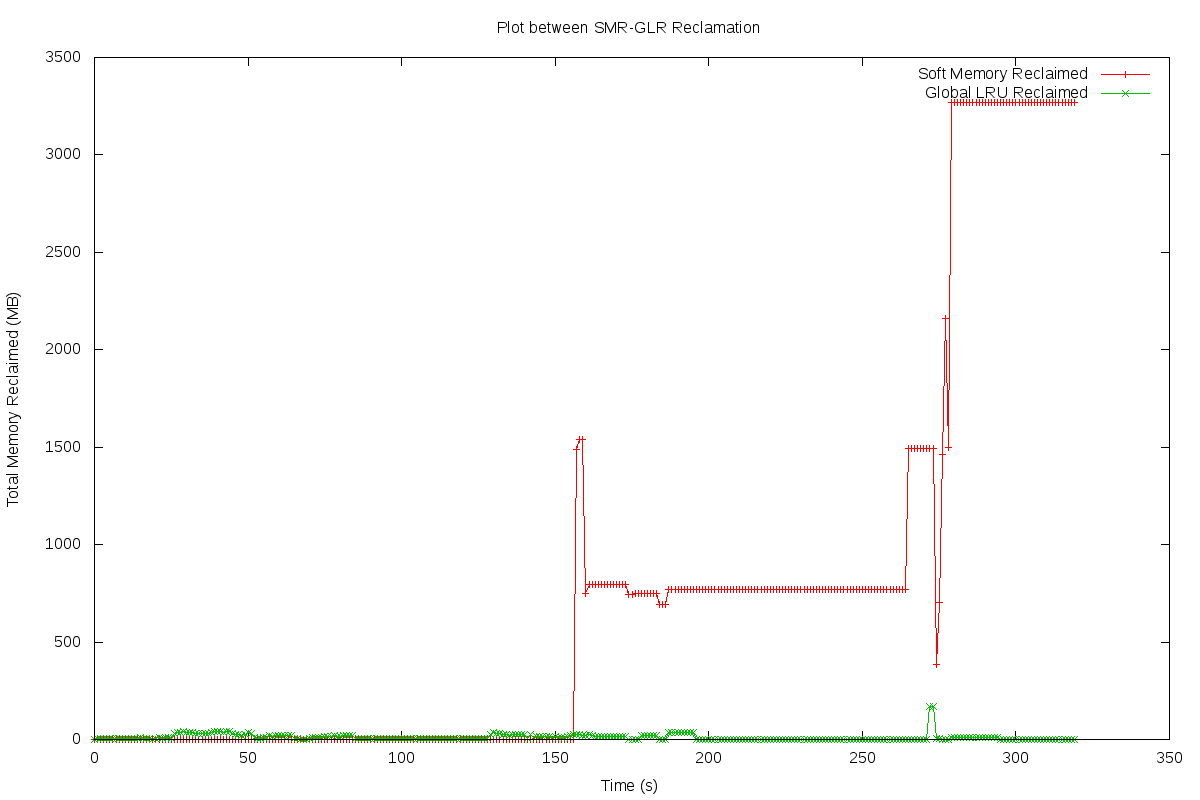 Plot between SMR-GLR Reclamation
Soft Memory Reclaimed
Global LRU Reclaimed
Total Memory Reclaimed (MB)
3500
3000
2500
2000
1500
1000
500
0
0 50 100 150 200 250 300 350
Time (s)